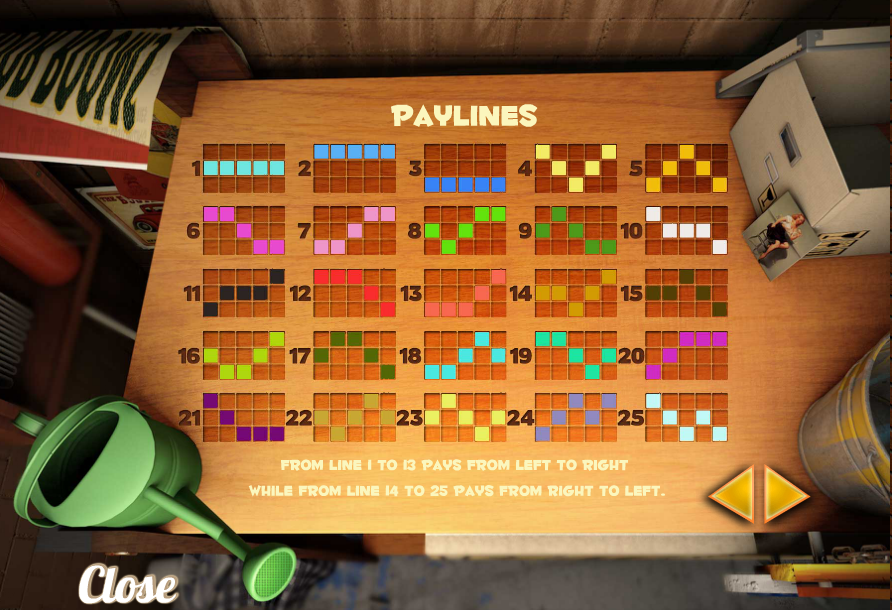 PAYLINES
1 2 3 4 5
6 7 8 9 10
11 12 13 14 15
16 17 18 19 20
21 22 23 24 25
FROM LINE 1 TO 13 PAYS FROM LEFT TO RIGHT
WHILE FROM LINE 14 TO 25 PAYS FROM RIGHT TO LEFT.
Close